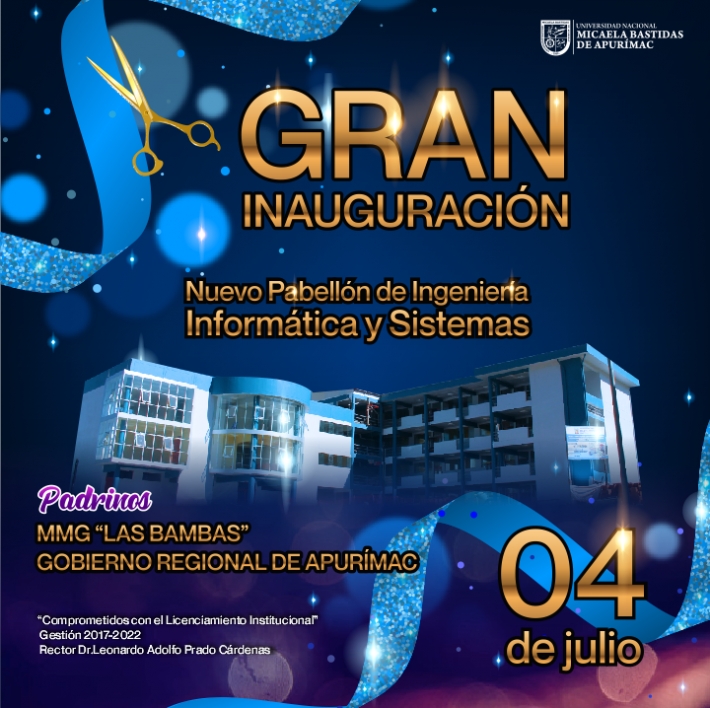 UNIVERSIDAD NACIONAL
MICAELA BASTIDAS
DE APURÍMAC
GRAN
INAUGURACIÓN
Nuevo Pabellón de Ingeniería
Informática y Sistemas
Padrinos
MMG “LAS BAMBAS”
GOBIERNO REGIONAL DE APURÍMAC
04
de julio
“Comprometidos con el Licenciamiento Institucional”
Gestión 2017-2022
Rector Dr.Leonardo Adolfo Prado Cárdenas